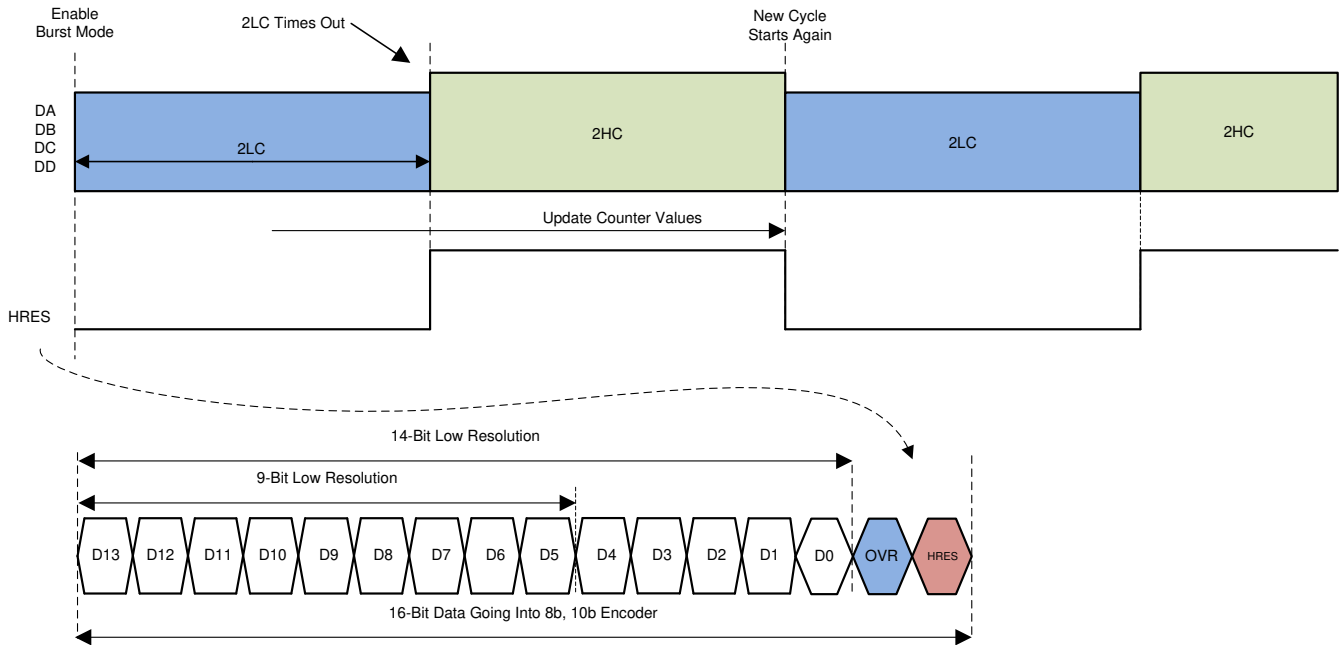 Enable
Burst Mode
2LC Times Out
New Cycle
Starts Again
DA
DB
DC
DD
2LC
2HC
2LC
2HC
Update Counter Values
HRES
14-Bit Low Resolution
9-Bit Low Resolution
D13 D12 D11 D10 D9 D8 D7 D6 D5 D4 D3 D2 D1 D0 OVR HRES
16-Bit Data Going Into 8b, 10b Encoder